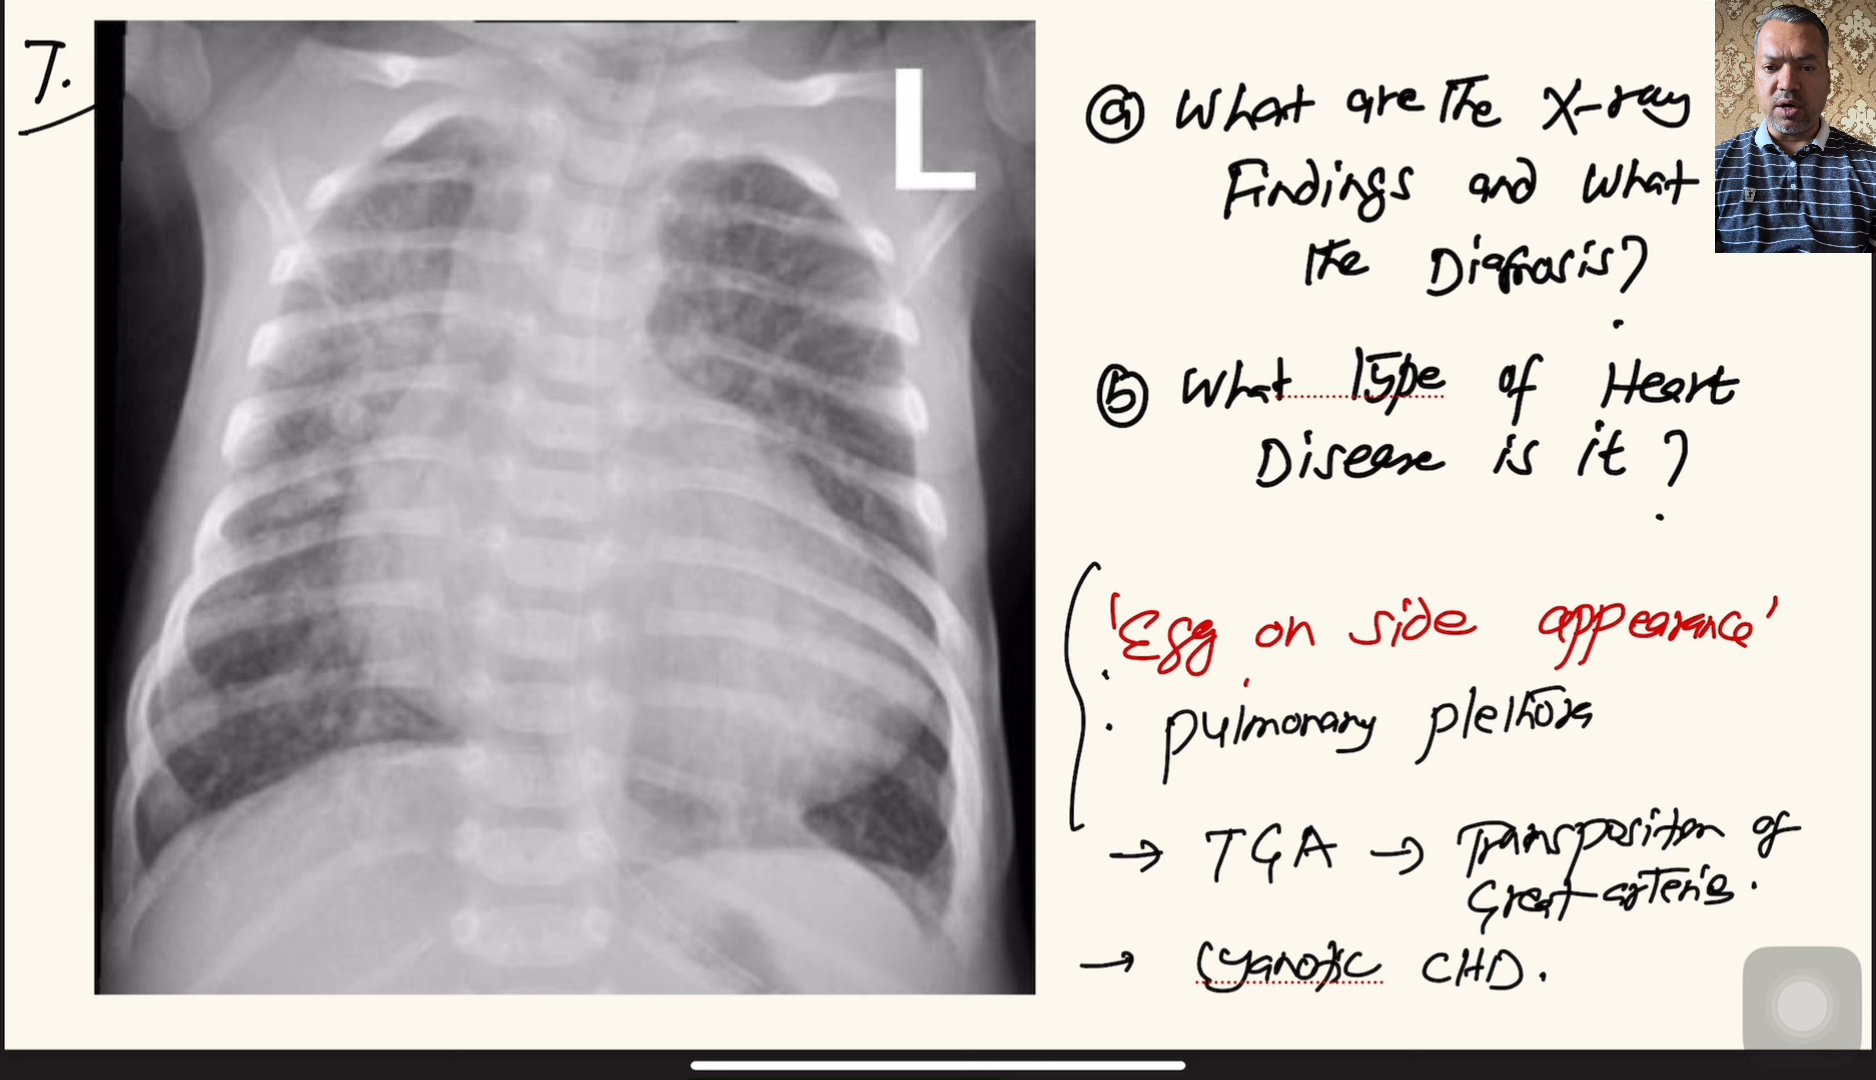 7.
L
(a) What are the X-ray
Findings and what
the Diagnosis?
(b) What Type of Heart
Disease is it?
'Egg on side appearance'
. pulmonary plethora
→ TGA → Transposition of
Great arteries.
→ Cyanotic CHD.